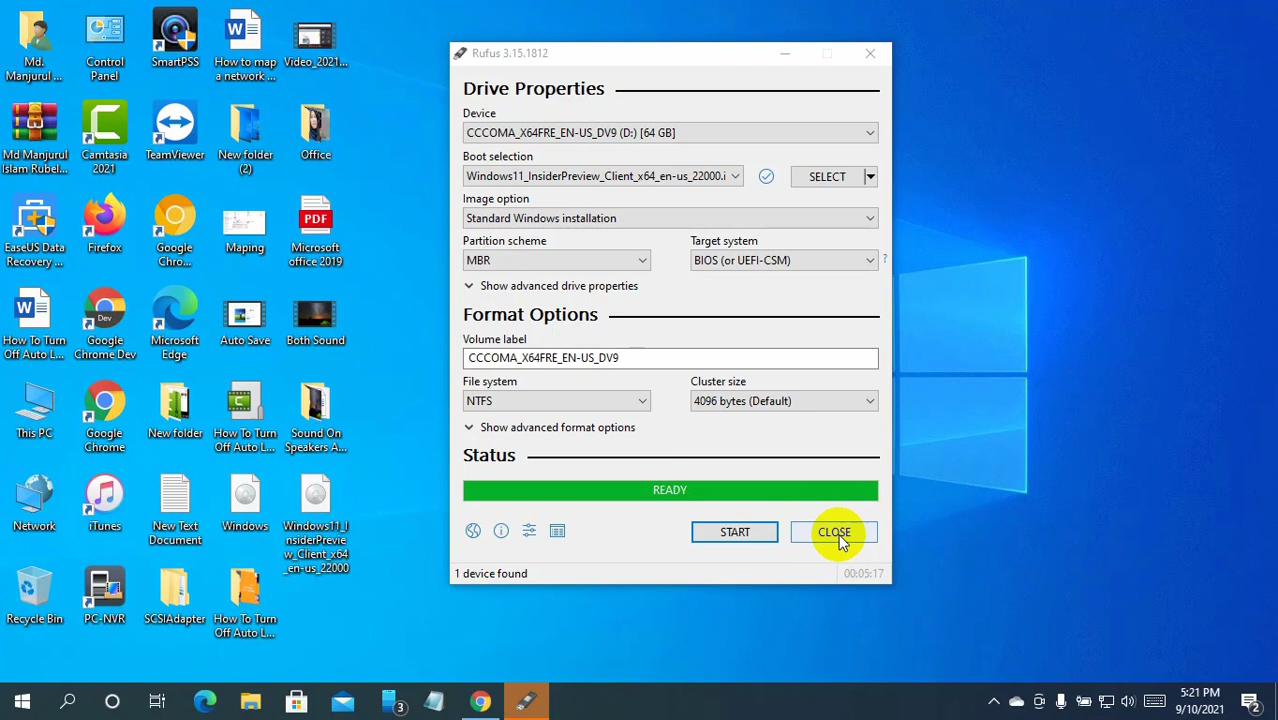 Md.
Manjurul ...
Control
Panel
SmartPSS
How to map
a network ...
Video_2021...
Md Manjurul
Islam Rubel...
Camtasia
2021
TeamViewer
New folder
(2)
Office
EaseUS Data
Recovery ...
Firefox
Google
Chro...
Maping
PDF
Microsoft
office 2019
How To Turn
Off Auto L...
Dev
Google
Chrome Dev
Microsoft
Edge
Auto Save
Both Sound
This PC
Google
Chrome
New folder
How To Turn
Off Auto L...
Sound On
Speakers A...
Network
iTunes
New Text
Document
Windows
Windows11_I
nsiderPrevie
w_Client_x64
_en-us_22000
Recycle Bin
PC-NVR
SCSIAdapter
How To Turn
Off Auto L...
Rufus 3.15.1812
Drive Properties
Device
CCCOMA_X64FRE_EN-US_DV9 (D:) [64 GB]
Boot selection
Windows11_InsiderPreview_Client_x64_en-us_22000.i
SELECT
Image option
Standard Windows installation
Partition scheme
Target system
MBR
BIOS (or UEFI-CSM)
?
Show advanced drive properties
Format Options
Volume label
CCCOMA_X64FRE_EN-US_DV9
File system
Cluster size
NTFS
4096 bytes (Default)
Show advanced format options
Status
READY
START
CLOSE
1 device found
00:05:17
3
5:21 PM
9/10/2021
2